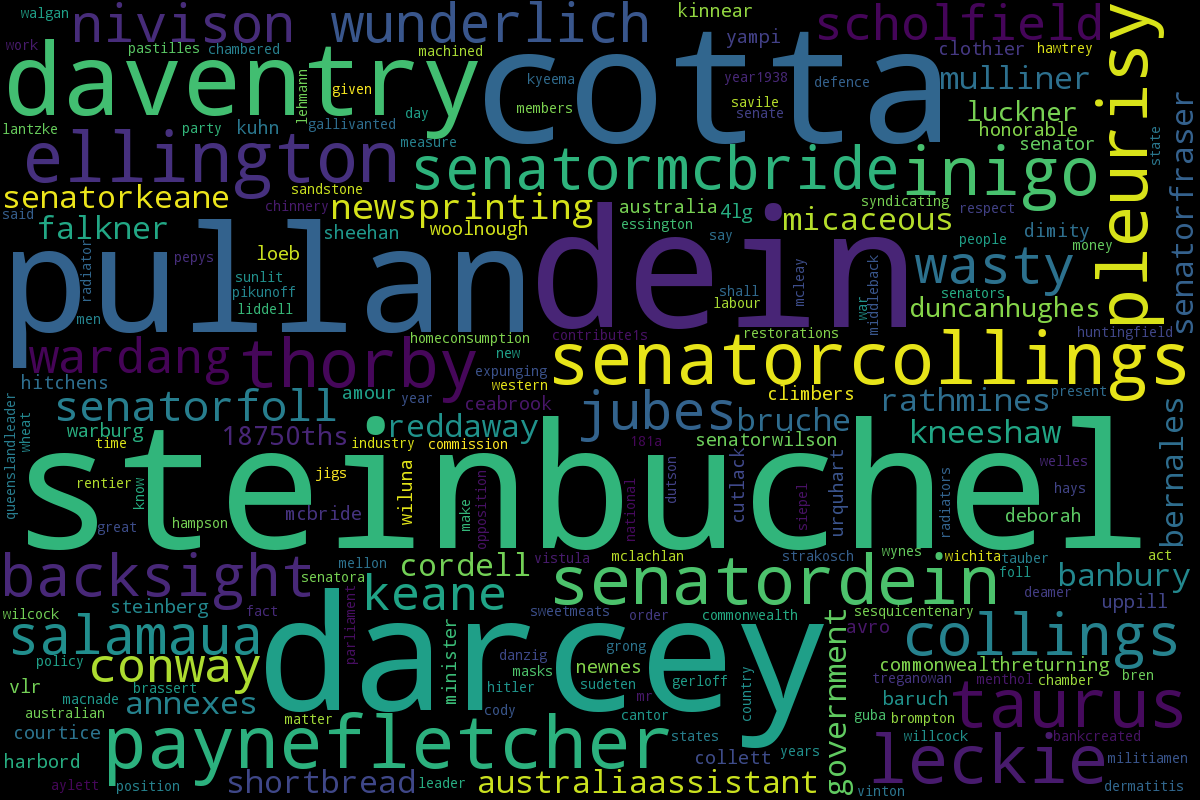 walgan nivison wunderlich kinnear scholfield pleurisy
work pastilles chambered machined yampi clothier hawtrey
daventry cotta mulliner
lehmann given kyeema year1938 defence
members savile senate luckner
lantzke party kuhn gallivanted day measure honorable senator state senatorfraser
ellington senatormcbride inigo
senatorkeane sandstone
said chinnery newsprinting australia 4lg syndicating respect
falkner sheehan woolnough essington micaceous dimity
pullan dein say people money
radiator pepys loeb wasty
sunlit mcleay middleback
pikunoff shall senators
liddell labour war duncanhughes
men
wardang thorby homeconsumption contribute1s restorations huntingfield
new senatorcollings
expunging
hitchens amour year western climbers
senatorfoll ceabrook jubes bruche rathmines present
queenslandleader wheat warburg 18750ths reddaway senatorwilson kneeshaw bernales
time industry commission 181a
steinbuchel
rentier know jigs wiluna cutlack urquhart welles
make opposition national dutson siepel radiators hays
great hampson mcbride deborah
backsight mellon cordell vistula mclachlan strakosch wynes wichita tauber act
senatora keane senatordein foll banbury
wilcock steinberg fact parliament sweetmeats order commonwealth sesquicentenary deamer uppill
salamaua darcey minister grong government avro collings
policy conway danzig masks newnes commonwealthreturning
vlr brassert hitler sudeten gerloff country treganowan menthol chamber bren
macnade annexes cody mr baruch taurus
australian matter cantor guba brompton
courtice paynefletcher states willcock bankcreated
harbord collett years leckie militiamen
aylett position shortbread leader australiaassistant vinton dermatitis